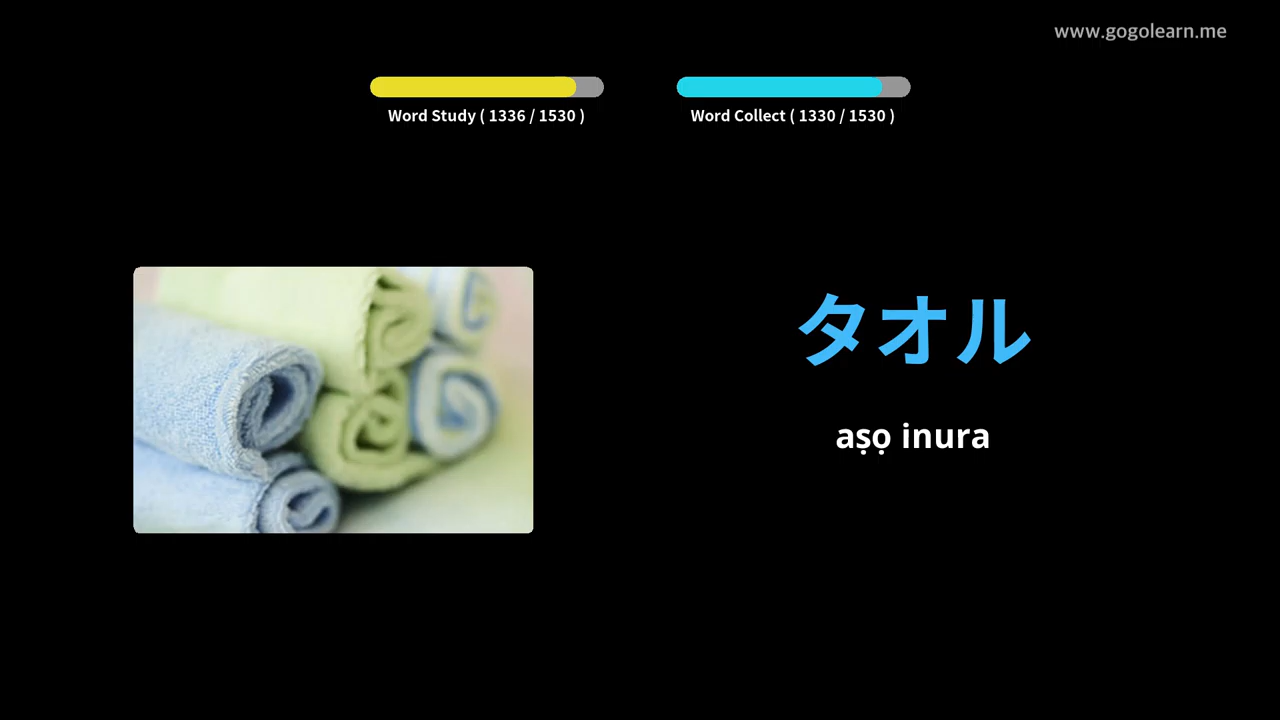 www.gogolearn.me
Word Study ( 1336 / 1530 )
Word Collect ( 1330 / 1530 )
タオル
aṣọ inura